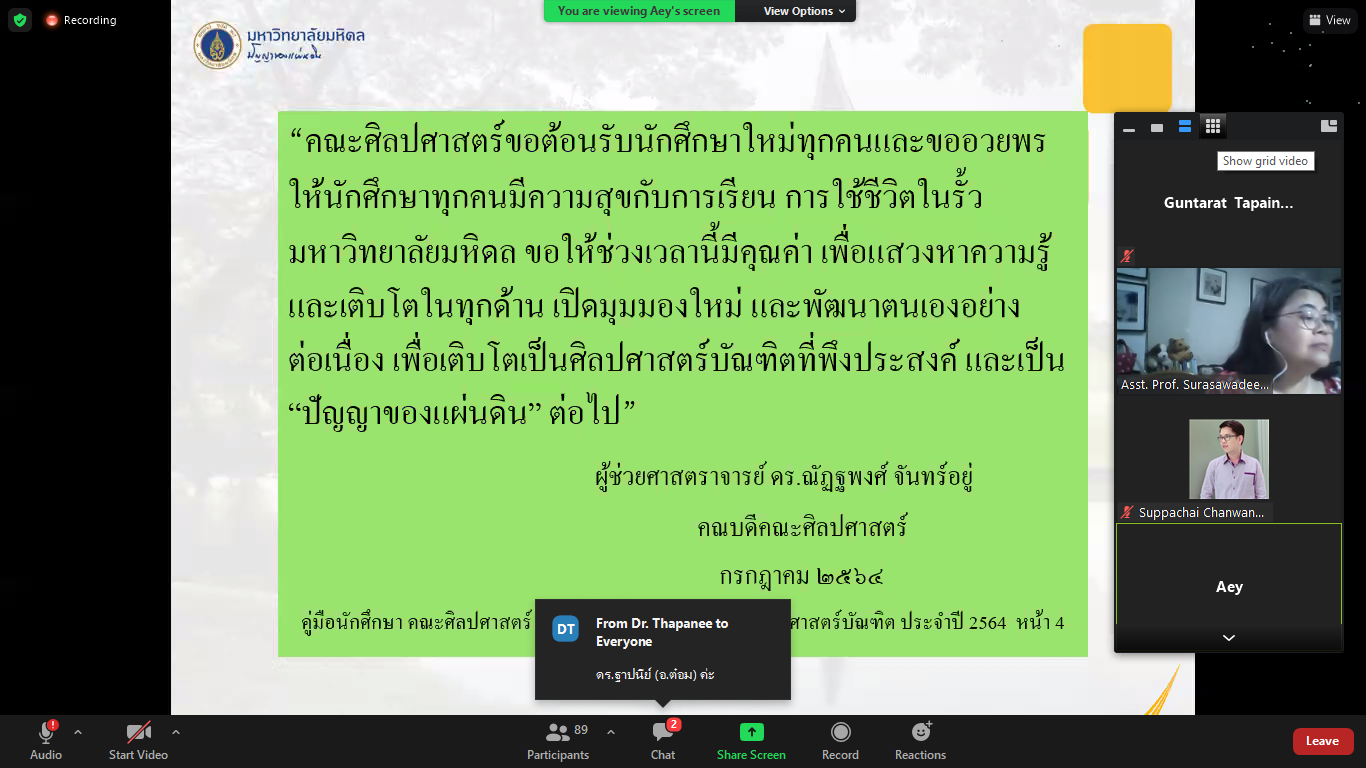 Recording
You are viewing Aey's screen
View Options
View
มหาวิทยาลัยมหิดล
ปัญญาของแผ่นดิน
“คณะศิลปศาสตร์ขอต้อนรับนักศึกษาใหม่ทุกคนและขออวยพร
ให้นักศึกษาทุกคนมีความสุขกับการเรียน การใช้ชีวิตในรั้ว
มหาวิทยาลัยมหิดล ขอให้ช่วงเวลานี้มีคุณค่า เพื่อแสวงหาความรู้
และเติบโตในทุกด้าน เปิดมุมมองใหม่ และพัฒนาตนเองอย่าง
ต่อเนื่อง เพื่อเติบโตเป็นศิลปศาสตร์บัณฑิตที่พึงประสงค์ และเป็น
“ปัญญาของแผ่นดิน” ต่อไป”
ผู้ช่วยศาสตราจารย์ ดร.ณัฏฐพงศ์ จันทร์อยู่
คณบดีคณะศิลปศาสตร์
กรกฎาคม ๒๕๖๔
คู่มือนักศึกษา คณะศิลปศาสตร์ ศาสตร์บัณฑิต ประจำปี 2564 หน้า 4
Show grid video
Guntarat Tapain...
Asst. Prof. Surasawadee...
Suppachai Chanwan...
Aey
DT
From Dr. Thapanee to
Everyone
ดร.ฐาปนีย์ (อ.ต๋อม) ค่ะ
Audio
Start Video
Participants
89
Chat
2
Share Screen
Record
Reactions
Leave